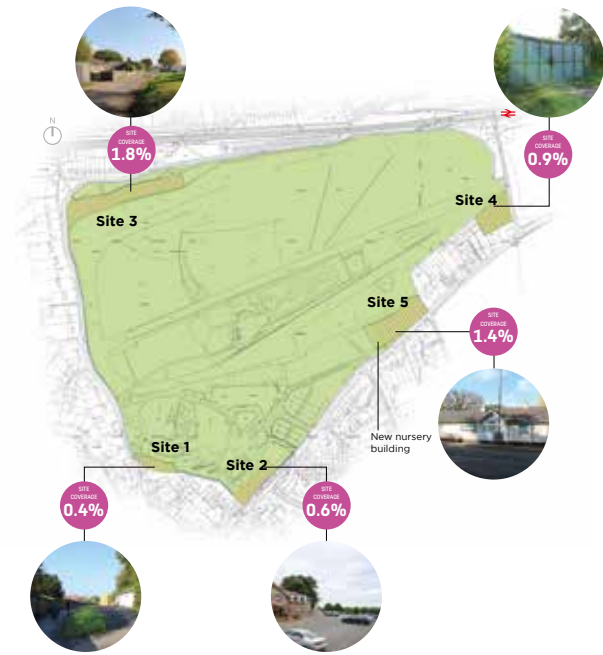 N
SITE
COVERAGE
1.8%
SITE
COVERAGE
0.9%
Site 3
Site 4
Site 5
SITE
COVERAGE
1.4%
New nursery
building
Site 1
Site 2
SITE
COVERAGE
0.4%
SITE
COVERAGE
0.6%